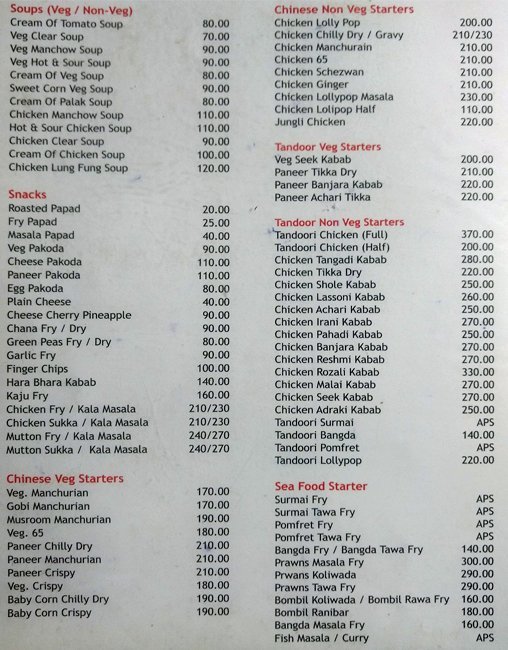 Soups (Veg / Non-Veg)
Cream Of Tomato Soup 80.00
Veg Clear Soup 70.00
Veg Manchow Soup 90.00
Veg Hot & Sour Soup 90.00
Cream Of Veg Soup 80.00
Sweet Corn Veg Soup 90.00
Cream Of Palak Soup 80.00
Chicken Manchow Soup 110.00
Hot & Sour Chicken Soup 110.00
Chicken Clear Soup 90.00
Cream Of Chicken Soup 100.00
Chicken Lung Fung Soup 120.00
Snacks
Roasted Papad 20.00
Fry Papad 25.00
Masala Papad 40.00
Veg Pakoda 90.00
Cheese Pakoda 110.00
Paneer Pakoda 110.00
Egg Pakoda 80.00
Plain Cheese 40.00
Cheese Cherry Pineapple 90.00
Chana Fry / Dry 90.00
Green Peas Fry / Dry 80.00
Garlic Fry 90.00
Finger Chips 100.00
Hara Bhara Kabab 140.00
Kaju Fry 160.00
Chicken Fry / Kala Masala 210/230
Chicken Sukka / Kala Masala 210/230
Mutton Fry / Kala Masala 240/270
Mutton Sukka / Kala Masala 240/270
Chinese Veg Starters
Veg. Manchurian 170.00
Gobi Manchurian 170.00
Musroom Manchurian 190.00
Veg. 65 180.00
Paneer Chilly Dry 210.00
Paneer Manchurian 210.00
Paneer Crispy 210.00
Veg. Crispy 180.00
Baby Corn Chilly Dry 190.00
Baby Corn Crispy 190.00
Chinese Non Veg Starters
Chicken Lolly Pop 200.00
Chicken Chilly Dry / Gravy 210/230
Chicken Manchurain 210.00
Chicken 65 210.00
Chicken Schezwan 210.00
Chicken Ginger 210.00
Chicken Lollypop Masala 230.00
Chicken Lolipop Half 110.00
Jungli Chicken 220.00
Tandoor Veg Starters
Veg Seek Kabab 200.00
Paneer Tikka Dry 210.00
Paneer Banjara Kabab 220.00
Paneer Achari Tikka 220.00
Tandoor Non Veg Starters
Tandoori Chicken (Full) 370.00
Tandoori Chicken (Half) 200.00
Chicken Tangadi Kabab 280.00
Chicken Tikka Dry 220.00
Chicken Shole Kabab 250.00
Chicken Lassoni Kabab 260.00
Chicken Achari Kabab 250.00
Chicken Irani Kabab 270.00
Chicken Pahadi Kabab 250.00
Chicken Banjara Kabab 270.00
Chicken Reshmi Kabab 270.00
Chicken Rozali Kabab 330.00
Chicken Malai Kabab 270.00
Chicken Seek Kabab 270.00
Chicken Adraki Kabab 250.00
Tandoori Surmai APS
Tandoori Bangda 140.00
Tandoori Pomfret APS
Tandoori Lollypop 220.00
Sea Food Starter
Surmai Fry APS
Surmai Tawa Fry APS
Pomfret Fry APS
Pomfret Tawa Fry APS
Bangda Fry / Bangda Tawa Fry 140.00
Prawns Masala Fry 300.00
Prwans Koliwada 290.00
Prawns Tawa Fry 290.00
Bombil Koliwada / Bombil Rawa Fry 160.00
Bombil Ranibar 180.00
Bangda Masala Fry 160.00
Fish Masala / Curry APS